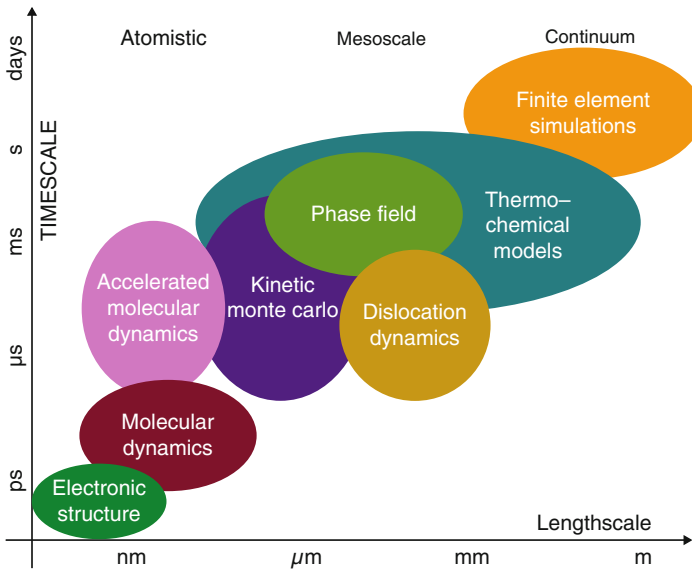 Atomistic
Mesoscale
Continuum
days
s
ms
µs
ps
TIMESCALE
Finite element
simulations
Thermo–
chemical
models
Phase field
Accelerated
molecular
dynamics
Kinetic
monte carlo
Dislocation
dynamics
Molecular
dynamics
Electronic
structure
Lengthscale
nm
µm
mm
m